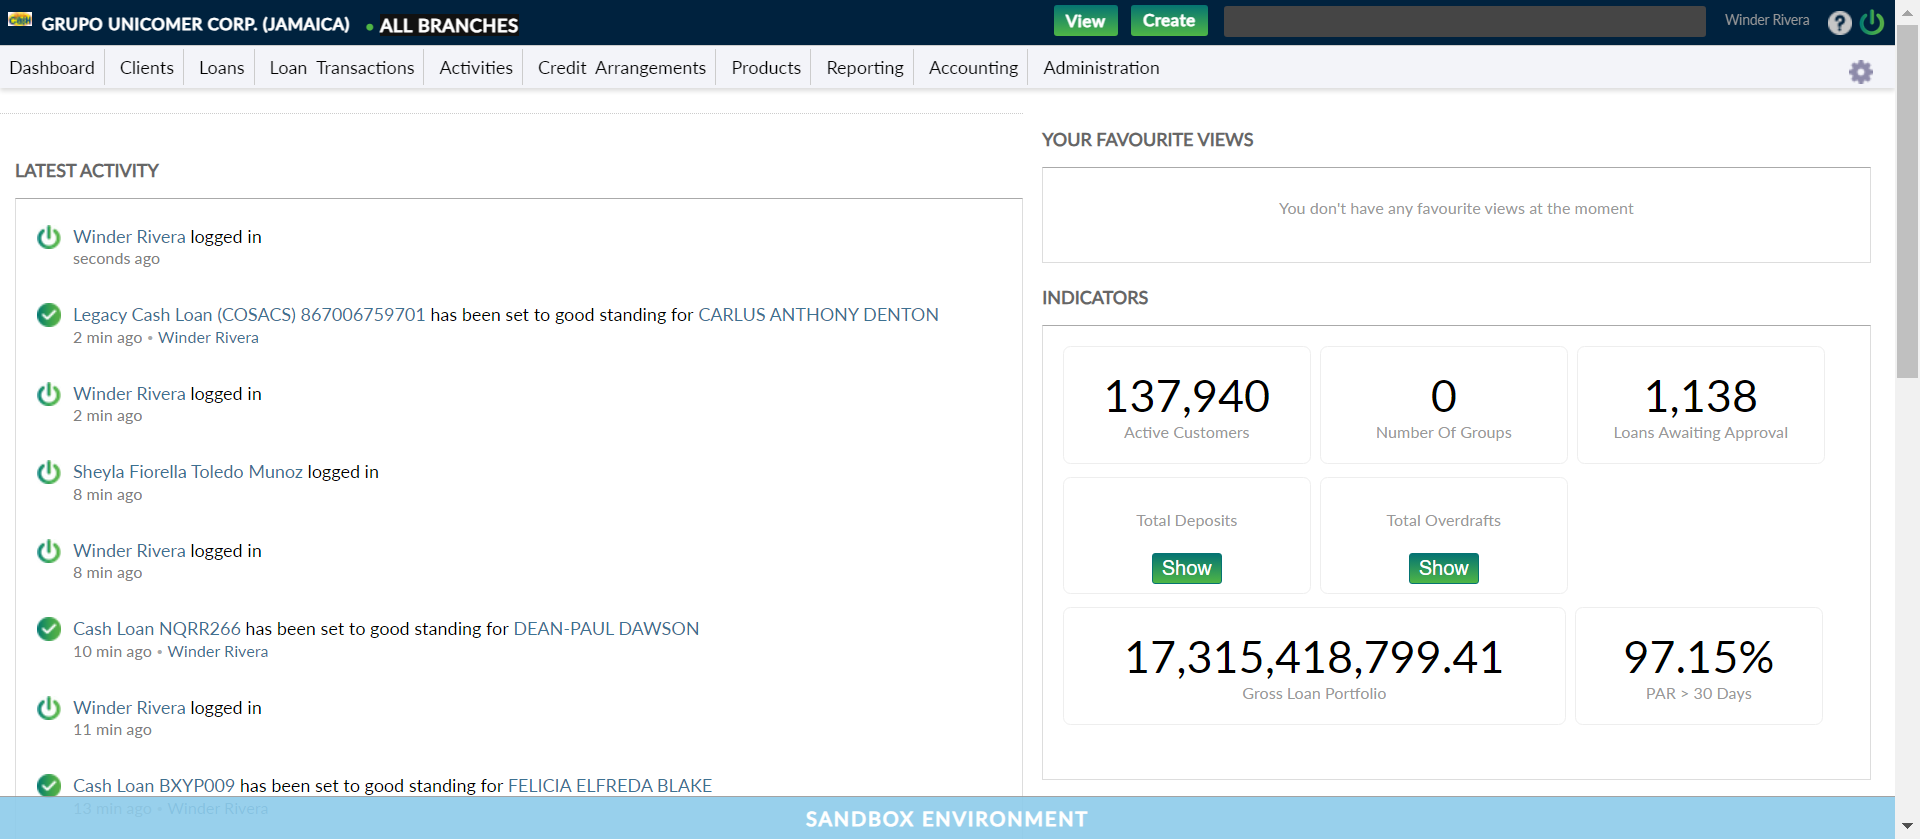 CASH
GRUPO UNICOMER CORP. (JAMAICA) • ALL BRANCHES
View
Create
Winder Rivera
?
Dashboard
Clients
Loans
Loan Transactions
Activities
Credit Arrangements
Products
Reporting
Accounting
Administration
LATEST ACTIVITY
Winder Rivera logged in
seconds ago
Legacy Cash Loan (COSACS) 867006759701 has been set to good standing for CARLUS ANTHONY DENTON
2 min ago • Winder Rivera
Winder Rivera logged in
2 min ago
Sheyla Fiorella Toledo Munoz logged in
8 min ago
Winder Rivera logged in
8 min ago
Cash Loan NQRR266 has been set to good standing for DEAN-PAUL DAWSON
10 min ago • Winder Rivera
Winder Rivera logged in
11 min ago
Cash Loan BXYP009 has been set to good standing for FELICIA ELFREDA BLAKE
13 min ago • Winder Rivera
YOUR FAVOURITE VIEWS
You don't have any favourite views at the moment
INDICATORS
137,940
Active Customers
0
Number Of Groups
1,138
Loans Awaiting Approval
Total Deposits
Show
Total Overdrafts
Show
17,315,418,799.41
Gross Loan Portfolio
97.15%
PAR > 30 Days
SANDBOX ENVIRONMENT